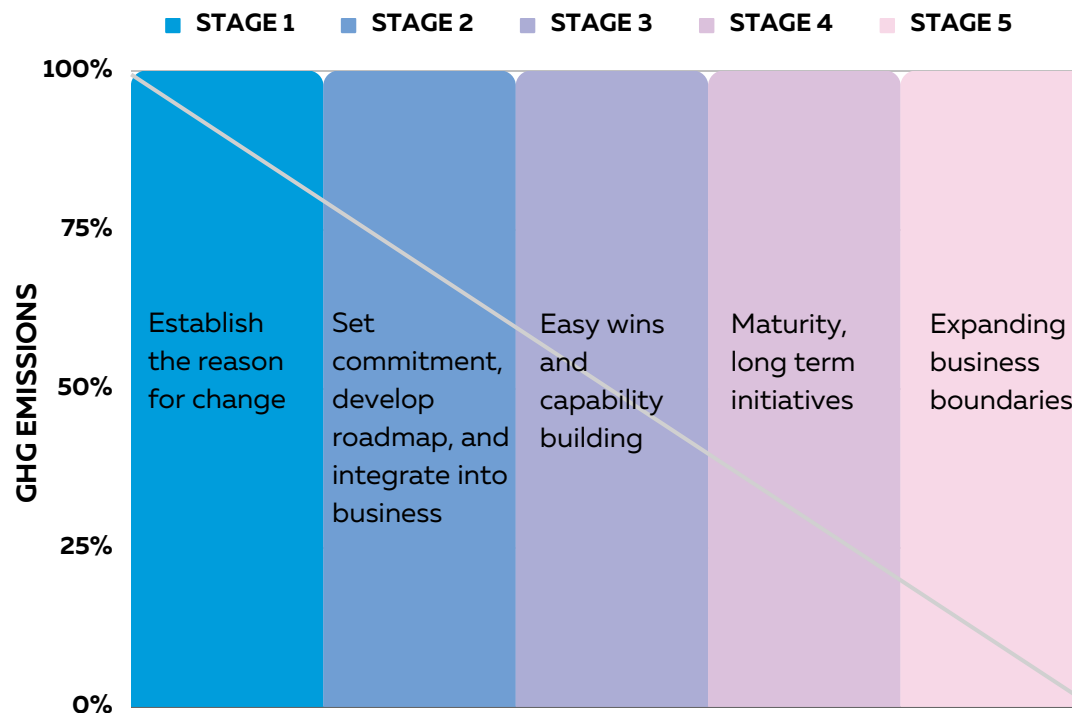 STAGE 1 STAGE 2 STAGE 3 STAGE 4 STAGE 5
100%
75%
50%
25%
0%
GHG EMISSIONS
Establish
the reason
for change
Set
commitment,
develop
roadmap, and
integrate into
business
Easy wins
and
capability
building
Maturity,
long term
initiatives
Expanding
business
boundaries